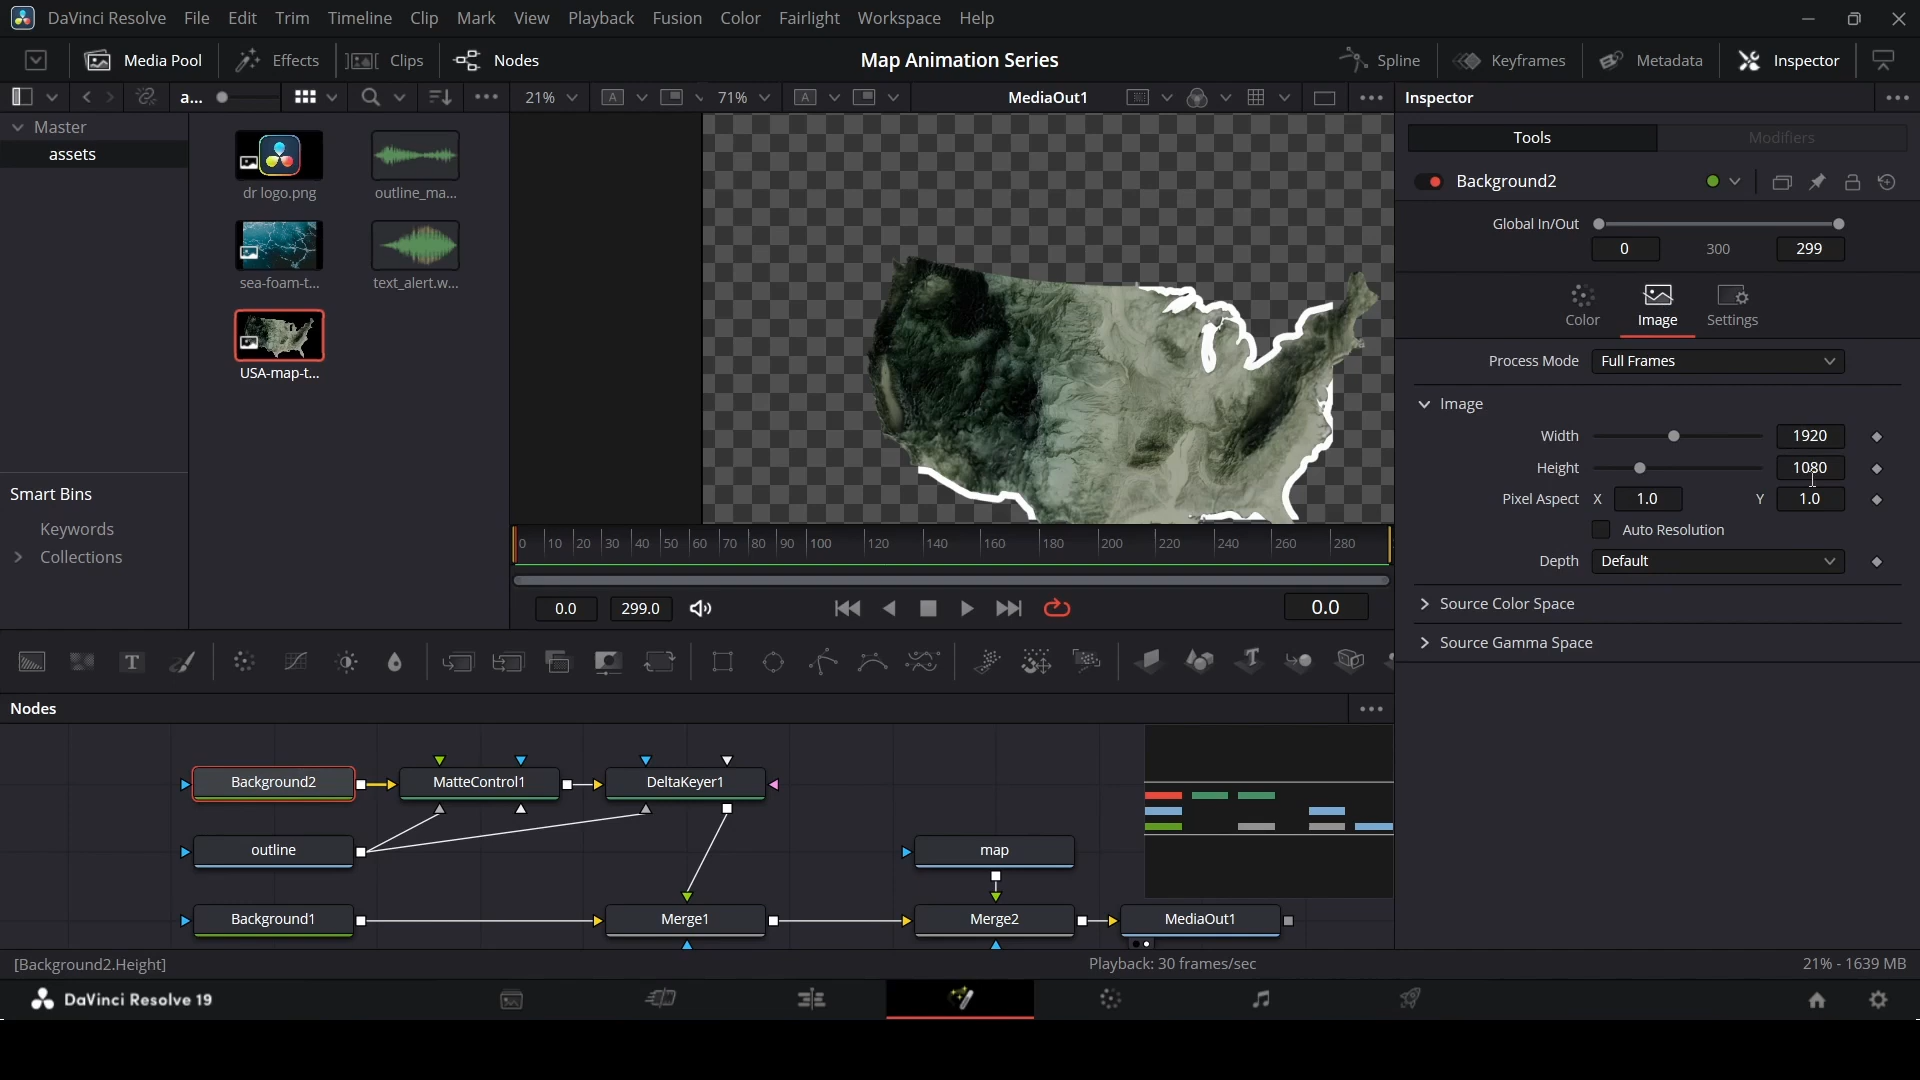 DaVinci Resolve File Edit Trim Timeline Clip Mark View Playback Fusion Color Fairlight Workspace Help
Media Pool Effects Clips Nodes Map Animation Series Spline Keyframes Metadata Inspector
a... 21% A 71% A MediaOut1 Inspector
Master
assets
dr logo.png
outline_ma...
sea-foam-t...
text_alert.w...
USA-map-t...
Smart Bins
Keywords
Collections
Tools Modifiers
Background2
Global In/Out
0 300 299
Color Image Settings
Process Mode Full Frames
Image
Width 1920
Height 1080
Pixel Aspect X 1.0 Y 1.0
Auto Resolution
Depth Default
Source Color Space
Source Gamma Space
0 10 20 30 40 50 60 70 80 90 100 120 140 160 180 200 220 240 260 280
0.0 299.0 0.0
T T
Nodes
Background2 MatteControl1 DeltaKeyer1
outline map
Background1 Merge1 Merge2 MediaOut1
[Background2.Height] Playback: 30 frames/sec 21% - 1639 MB
DaVinci Resolve 19